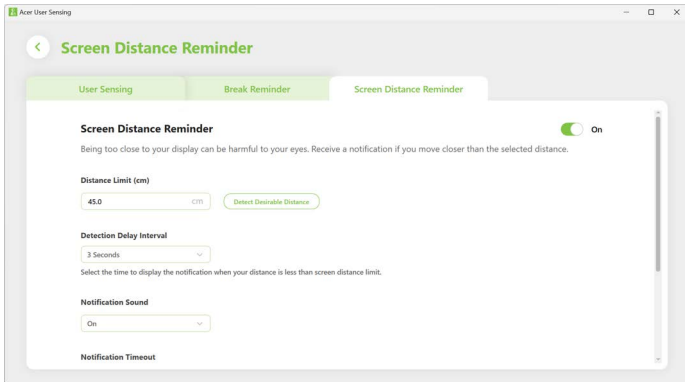 Acer User Sensing
Screen Distance Reminder
User Sensing
Break Reminder
Screen Distance Reminder
Screen Distance Reminder
On
Being too close to your display can be harmful to your eyes. Receive a notification if you move closer than the selected distance.
Distance Limit (cm)
45.0 cm
Detect Desirable Distance
Detection Delay Interval
3 Seconds
Select the time to display the notification when your distance is less than screen distance limit.
Notification Sound
On
Notification Timeout